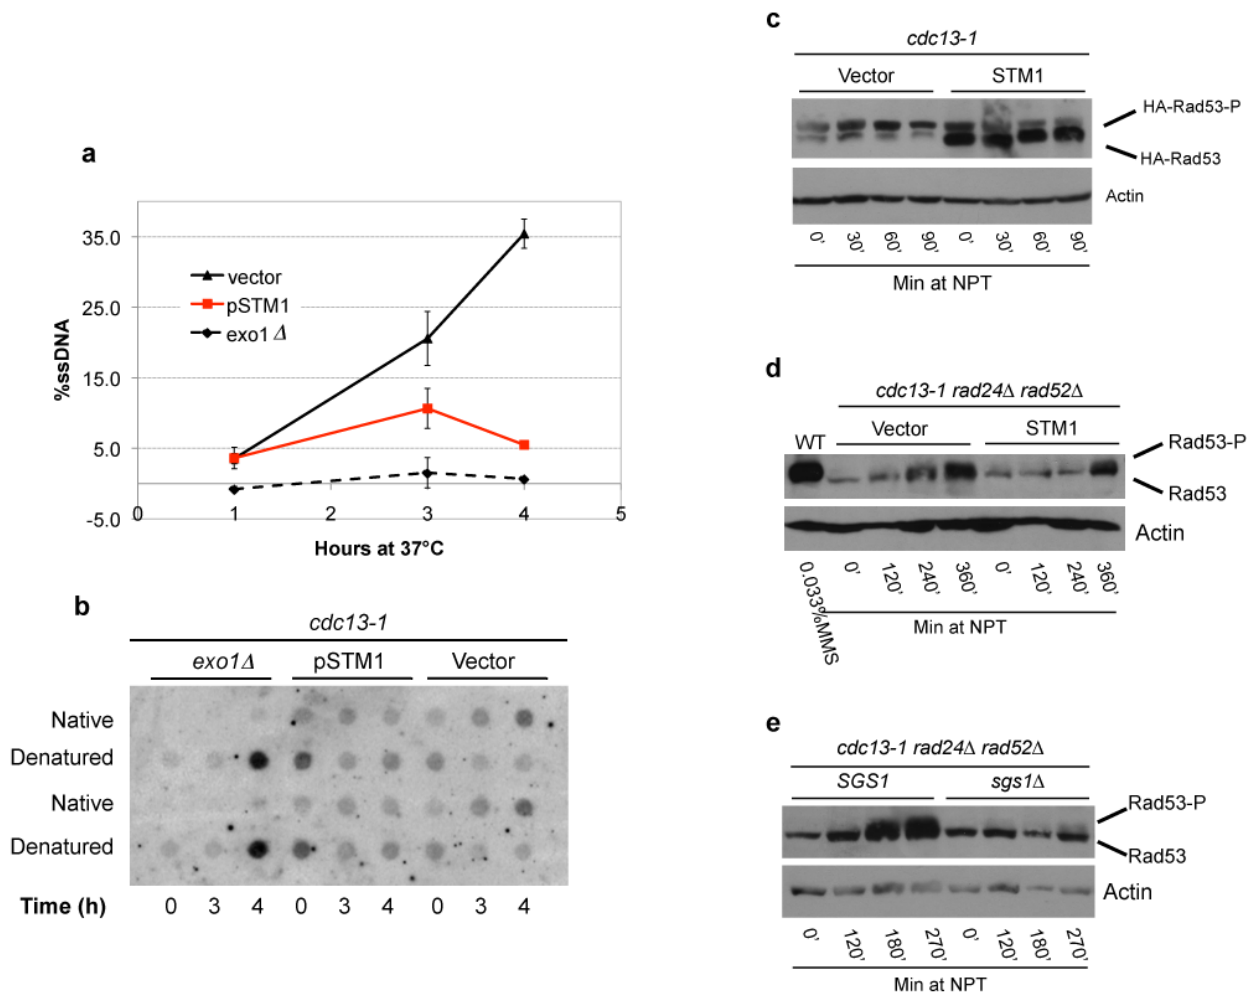 a
35.0
25.0
15.0
5.0
-5.0
%ssDNA
vector
pSTM1
exo1 Δ
0 1 2 3 4 5
Hours at 37°C
b
cdc13-1
exo1Δ pSTM1 Vector
Native
Denatured
Native
Denatured
Time (h) 0 3 4 0 3 4 0 3 4
c
cdc13-1
Vector STM1
HA-Rad53-P
HA-Rad53
Actin
0' 30' 60' 90' 0' 30' 60' 90'
Min at NPT
d
cdc13-1 rad24Δ rad52Δ
WT Vector STM1
Rad53-P
Rad53
Actin
0.033%MMS 0' 120' 240' 360' 0' 120' 240' 360'
Min at NPT
e
cdc13-1 rad24Δ rad52Δ
SGS1 sgs1Δ
Rad53-P
Rad53
Actin
0' 120' 180' 270' 0' 120' 180' 270'
Min at NPT